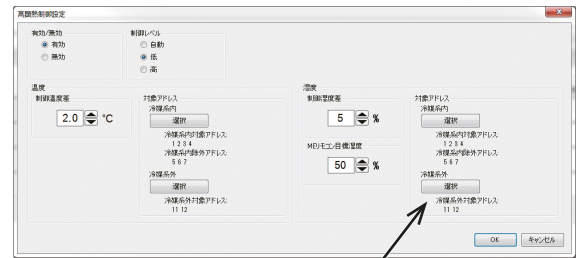 高顕熱制御設定
有効/無効
有効
無効
制御レベル
自動
低
高
温度
制御温度差
2.0 °C
対象アドレス
冷媒系内
選択
冷媒系内対象アドレス:
1 2 3 4
冷媒系内除外アドレス:
5 6 7
冷媒系外
選択
冷媒系外対象アドレス:
11 12
湿度
制御湿度差
5 %
MEリモコン目標湿度
50 %
対象アドレス
冷媒系内
選択
冷媒系内対象アドレス:
1 2 3 4
冷媒系内除外アドレス:
5 6 7
冷媒系外
選択
冷媒系外対象アドレス:
11 12
OK
キャンセル